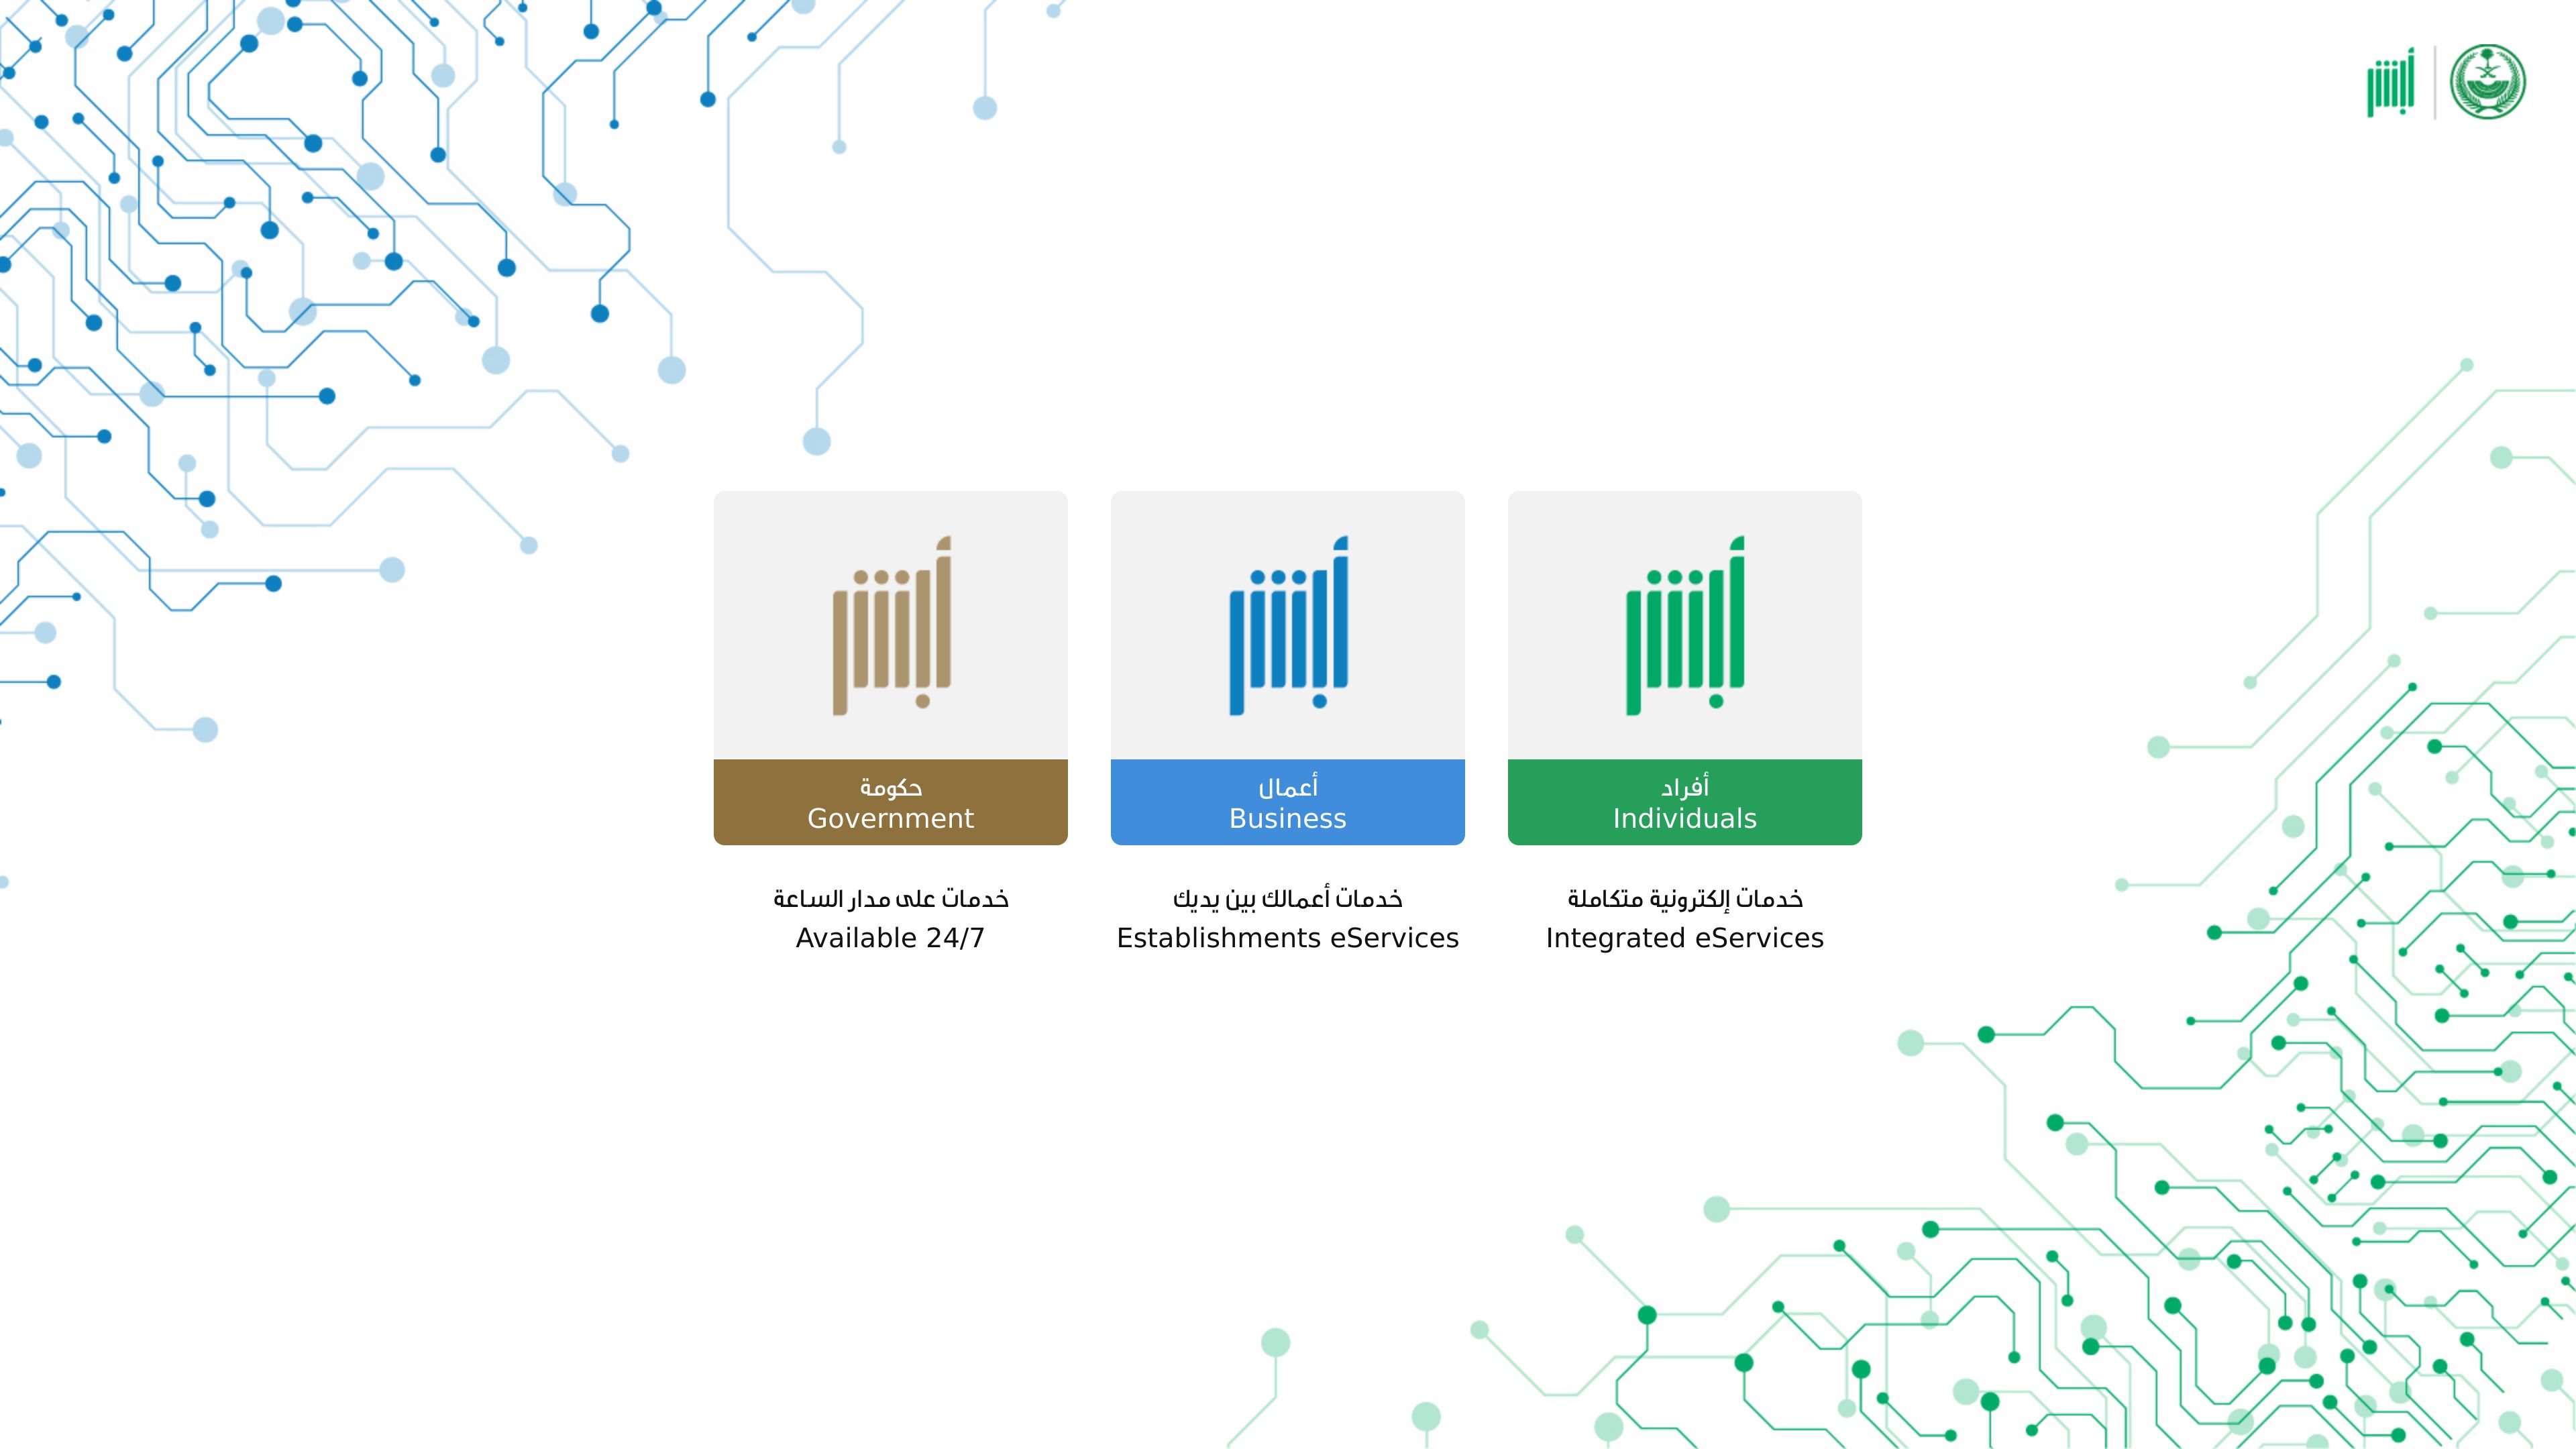 أبشر
أبشر
أفراد
Individuals
خدمات إلكترونية متكاملة
Integrated eServices
أبشر
أعمال
Business
خدمات أعمالك بين يديك
Establishments eServices
أبشر
حكومة
Government
خدمات على مدار الساعة
Available 24/7